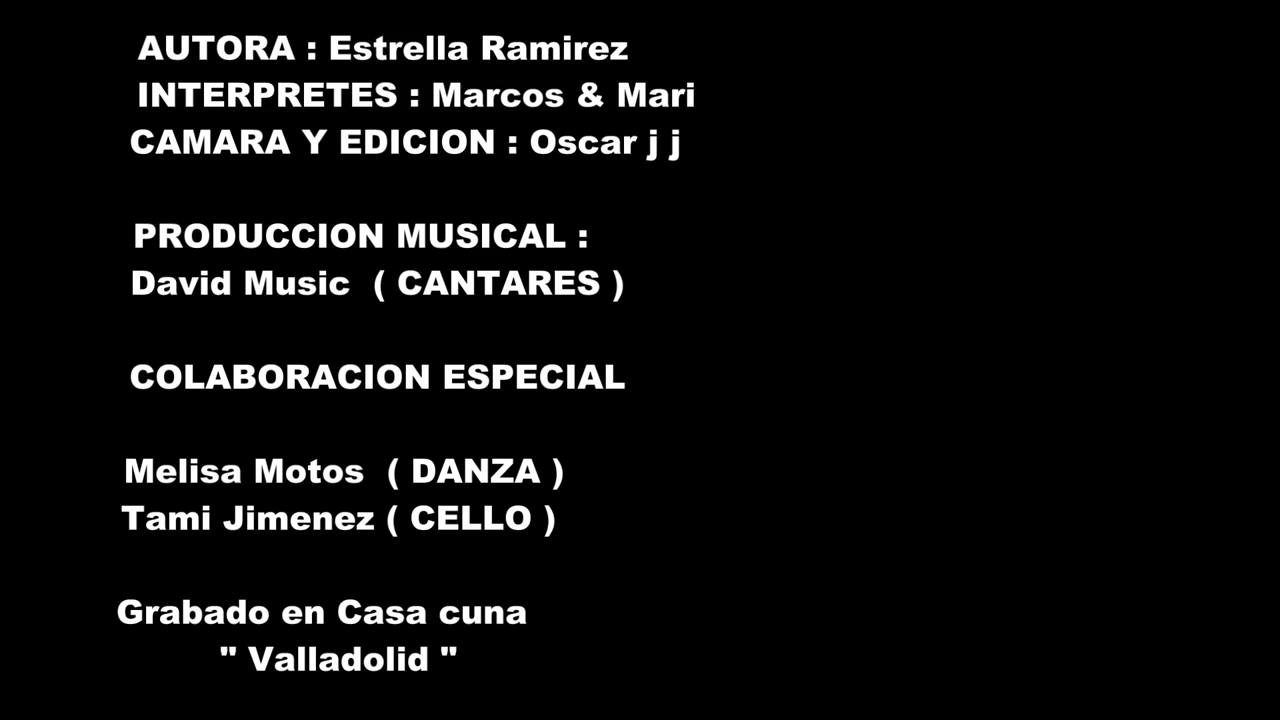 AUTORA : Estrella Ramirez
INTERPRETES : Marcos & Mari
CAMARA Y EDICION : Oscar j j
PRODUCCION MUSICAL :
David Music ( CANTARES )
COLABORACION ESPECIAL
Melisa Motos ( DANZA )
Tami Jimenez ( CELLO )
Grabado en Casa cuna
" Valladolid "